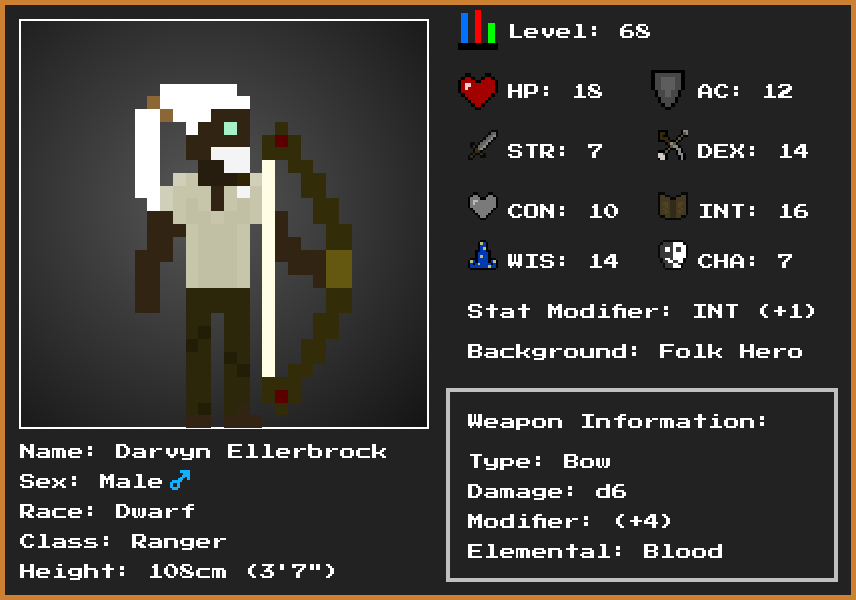 Level: 68
HP: 18
AC: 12
STR: 7
DEX: 14
CON: 10
INT: 16
WIS: 14
CHA: 7
Stat Modifier: INT (+1)
Background: Folk Hero
Weapon Information:
Type: Bow
Damage: d6
Modifier: (+4)
Elemental: Blood
Name: Darvyn Ellerbrock
Sex: Male♂
Race: Dwarf
Class: Ranger
Height: 108cm (3'7")